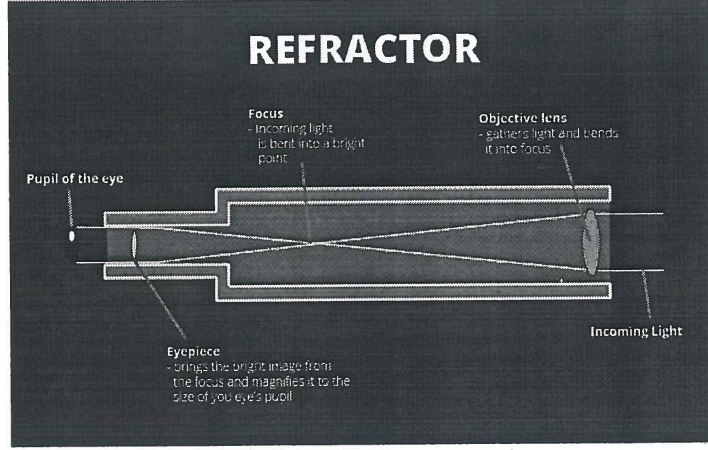 REFRACTOR
Focus
- Incoming light
is bent into a bright
point
Objective lens
- gathers light and bends
it into focus
Pupil of the eye
Incoming Light
Eyepiece
- brings the bright image from
the focus and magnifies it to the
size of you eye's pupil